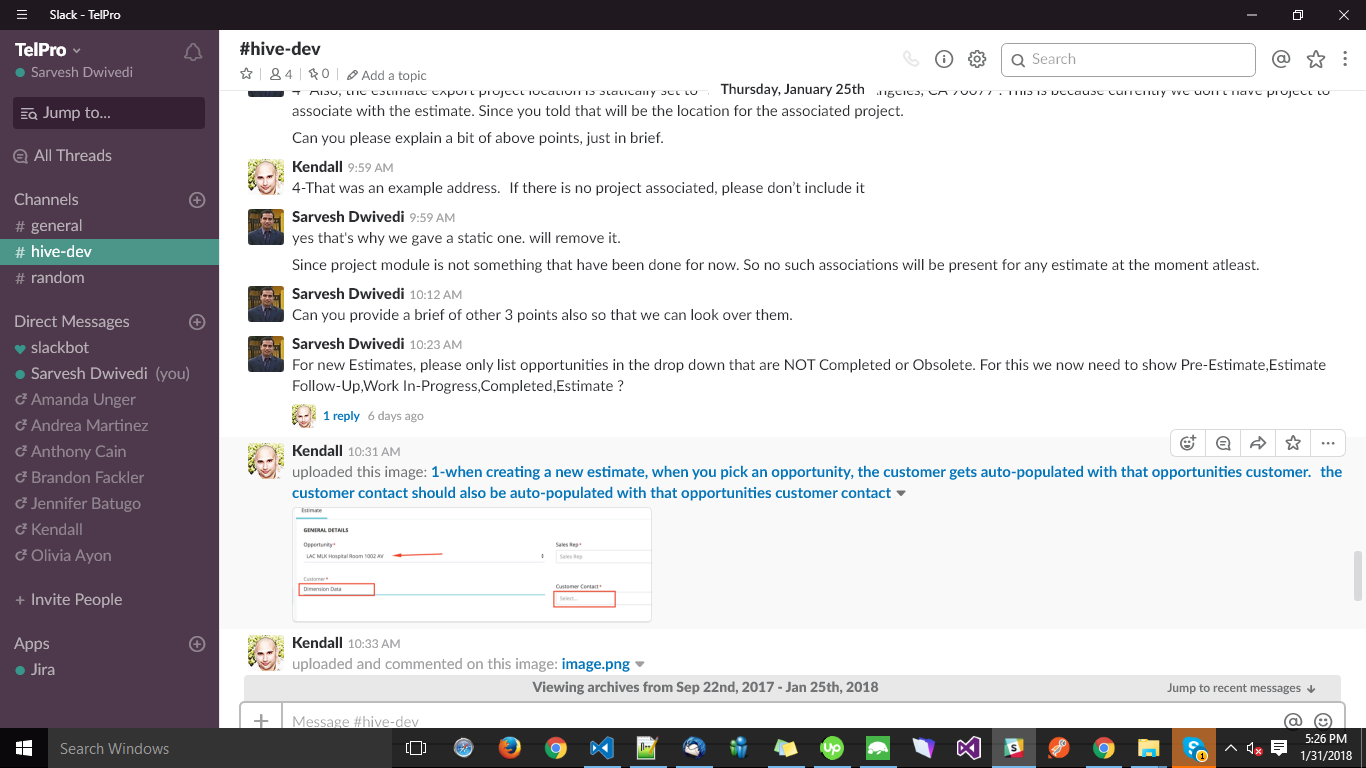 Slack - TelPro
TelPro
Sarvesh Dwivedi
Jump to...
All Threads
Channels
# general
# hive-dev
# random
Direct Messages
slackbot
Sarvesh Dwivedi (you)
Amanda Unger
Andrea Martinez
Anthony Cain
Brandon Fackler
Jennifer Batugo
Kendall
Olivia Ayon
+ Invite People
Apps
Jira
#hive-dev
4
0
Add a topic
Search
Thursday, January 25th
4- Also, the estimate export project location is statically set to
Angeles, CA 90077 . This is because currently we don't have project to
associate with the estimate. Since you told that will be the location for the associated project.
Can you please explain a bit of above points, just in brief.
Kendall 9:59 AM
4-That was an example address. If there is no project associated, please don't include it
Sarvesh Dwivedi 9:59 AM
yes that's why we gave a static one. will remove it.
Since project module is not something that have been done for now. So no such associations will be present for any estimate at the moment atleast.
Sarvesh Dwivedi 10:12 AM
Can you provide a brief of other 3 points also so that we can look over them.
Sarvesh Dwivedi 10:23 AM
For new Estimates, please only list opportunities in the drop down that are NOT Completed or Obsolete. For this we now need to show Pre-Estimate,Estimate
Follow-Up,Work In-Progress,Completed,Estimate ?
1 reply 6 days ago
Kendall 10:31 AM
uploaded this image: 1-when creating a new estimate, when you pick an opportunity, the customer gets auto-populated with that opportunities customer. the
customer contact should also be auto-populated with that opportunities customer contact
Estimate
GENERAL DETAILS
Opportunity*
Sales Rep*
LAC MLK Hospital Room 1002 AV
Sales Rep
Customer*
Customer Contact*
Dimension Data
Select...
Kendall 10:33 AM
uploaded and commented on this image: image.png
Viewing archives from Sep 22nd, 2017 - Jan 25th, 2018
Jump to recent messages
Message #hive-dev
Search Windows
up
1
5:26 PM
1/31/2018